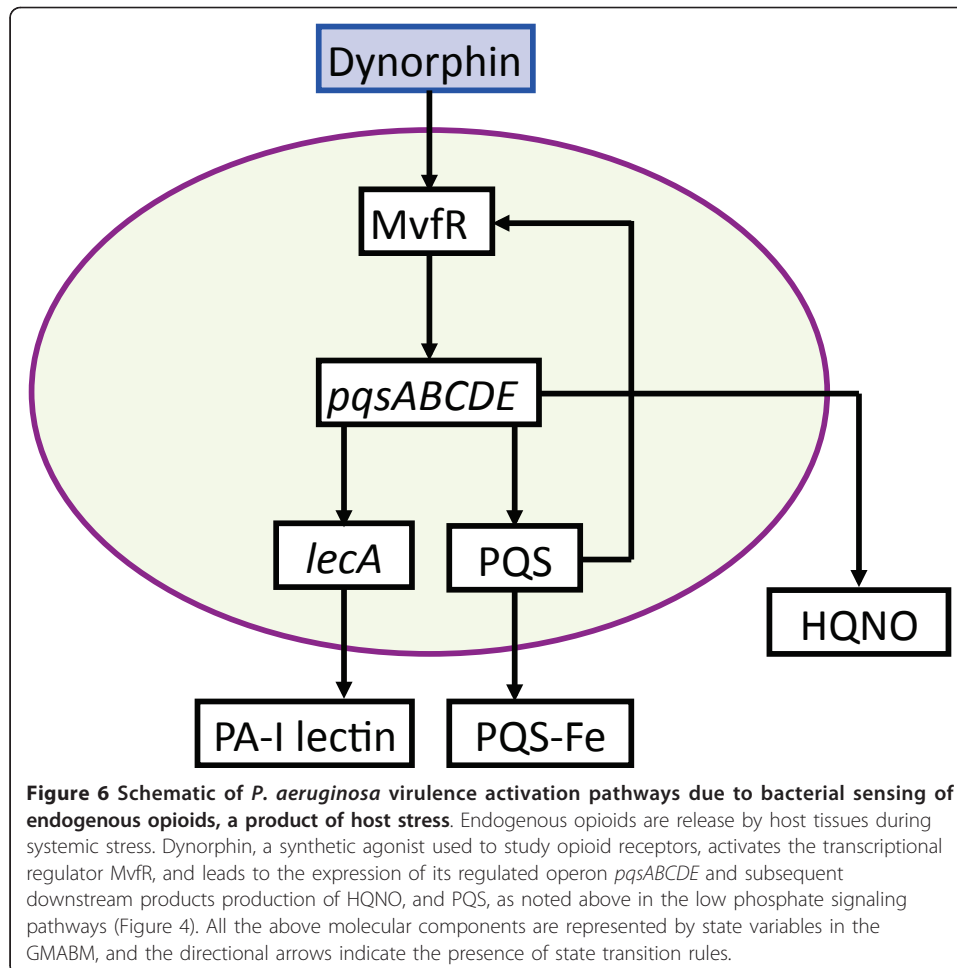 Dynorphin
MvfR
pqsABCDE
lecA
PQS
HQNO
PA-I lectin
PQS-Fe
Figure 6 Schematic of P. aeruginosa virulence activation pathways due to bacterial sensing of
endogenous opioids, a product of host stress. Endogenous opioids are release by host tissues during
systemic stress. Dynorphin, a synthetic agonist used to study opioid receptors, activates the transcriptional
regulator MvfR, and leads to the expression of its regulated operon pqsABCDE and subsequent
downstream products production of HQNO, and PQS, as noted above in the low phosphate signaling
pathways (Figure 4). All the above molecular components are represented by state variables in the
GMABM, and the directional arrows indicate the presence of state transition rules.